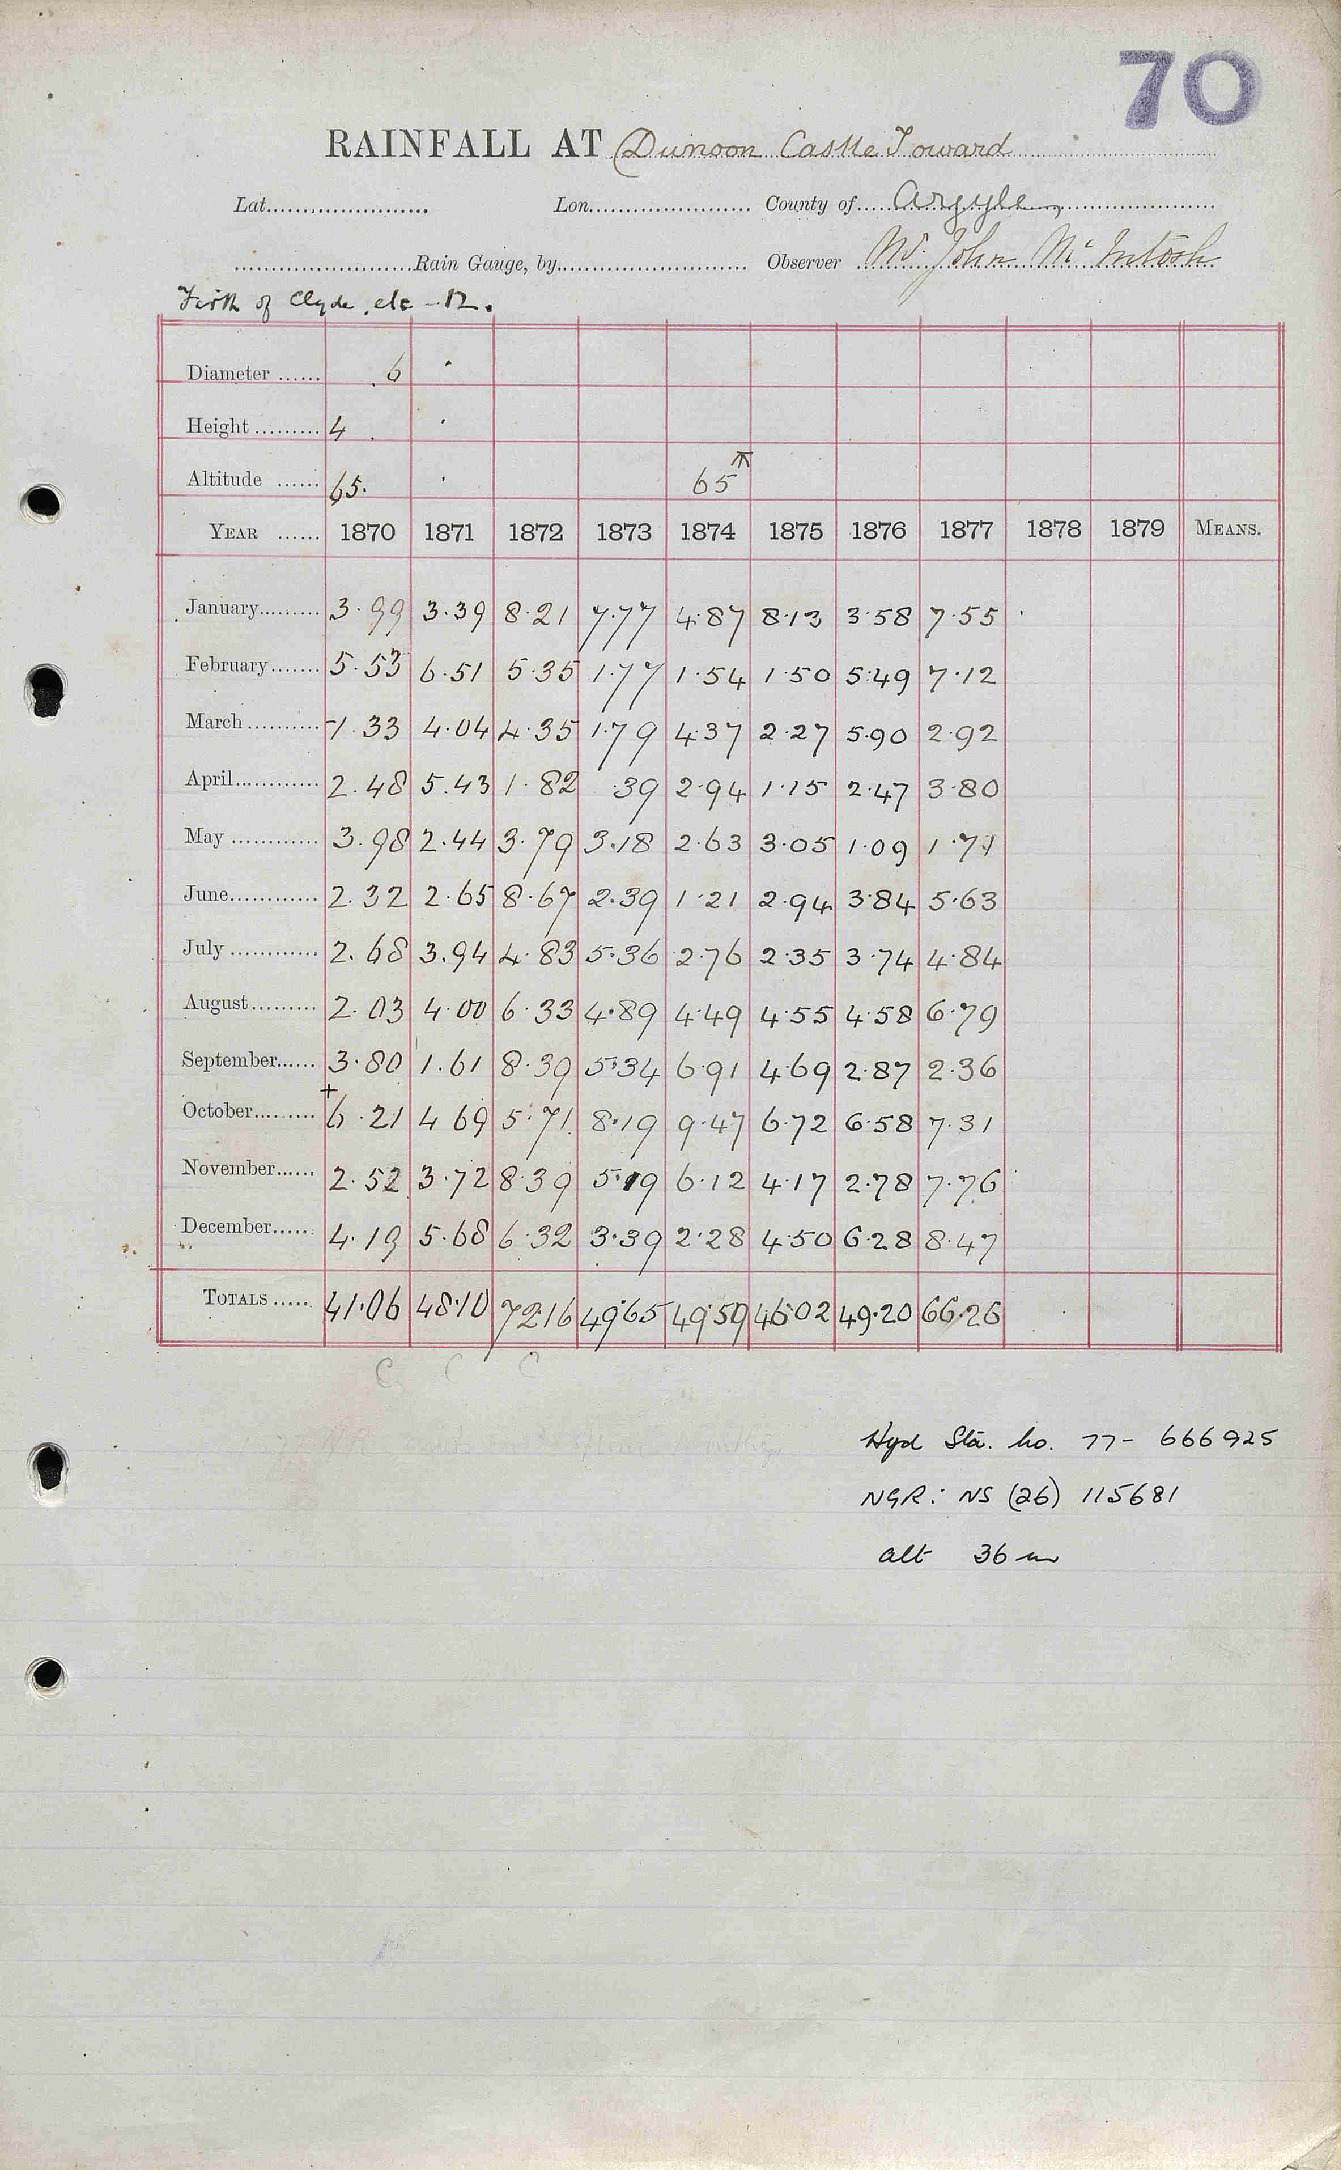 70
RAINFALL AT Dunoon Castle Toward
Lat. Lon. County of Argyll
Rain Gauge, by Observer Mr John McIntosh
Firth of Clyde, etc - 12.
Diameter 6
Height 4
Altitude 65. 65
YEAR 1870 1871 1872 1873 1874 1875 1876 1877 1878 1879 MEANS.
January 3.99 3.39 8.21 7.77 4.87 8.13 3.58 7.55
February 5.53 6.51 5.35 1.77 1.54 1.50 5.49 7.12
March 1.33 4.04 4.35 1.79 4.37 2.27 5.90 2.92
April 2.48 5.43 1.82 .39 2.94 1.15 2.47 3.80
May 3.98 2.44 3.79 3.18 2.63 3.05 1.09 1.71
June 2.32 2.65 8.67 2.39 1.21 2.94 3.84 5.63
July 2.68 3.94 4.83 5.36 2.76 2.35 3.74 4.84
August 2.03 4.00 6.33 4.89 4.49 4.55 4.58 6.79
September 3.80 1.61 8.39 5.34 6.91 4.69 2.87 2.36
October + 6.21 4 69 5.71 8.19 9.47 6.72 6.58 7.31
November 2.52 3.72 8.39 5.19 6.12 4.17 2.78 7.76
December 4.19 5.68 6.32 3.39 2.28 4.50 6.28 8.47
TOTALS 41.06 48.10 72.16 49.65 49.59 46.02 49.20 66.26
C C C
Hyd Sta. No. 77- 666925
NGR: NS (26) 115681
alt 36 m